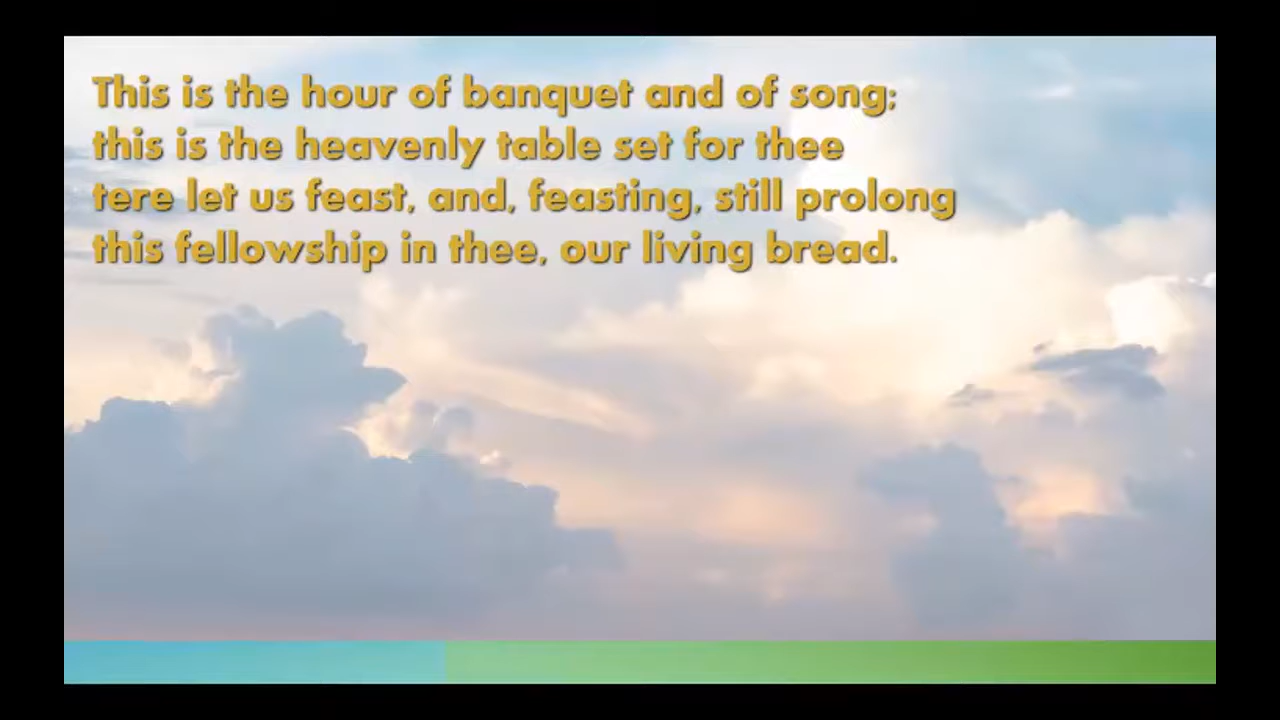 This is the hour of banquet and of song;
this is the heavenly table set for thee
tere let us feast, and, feasting, still prolong
this fellowship in thee, our living bread.